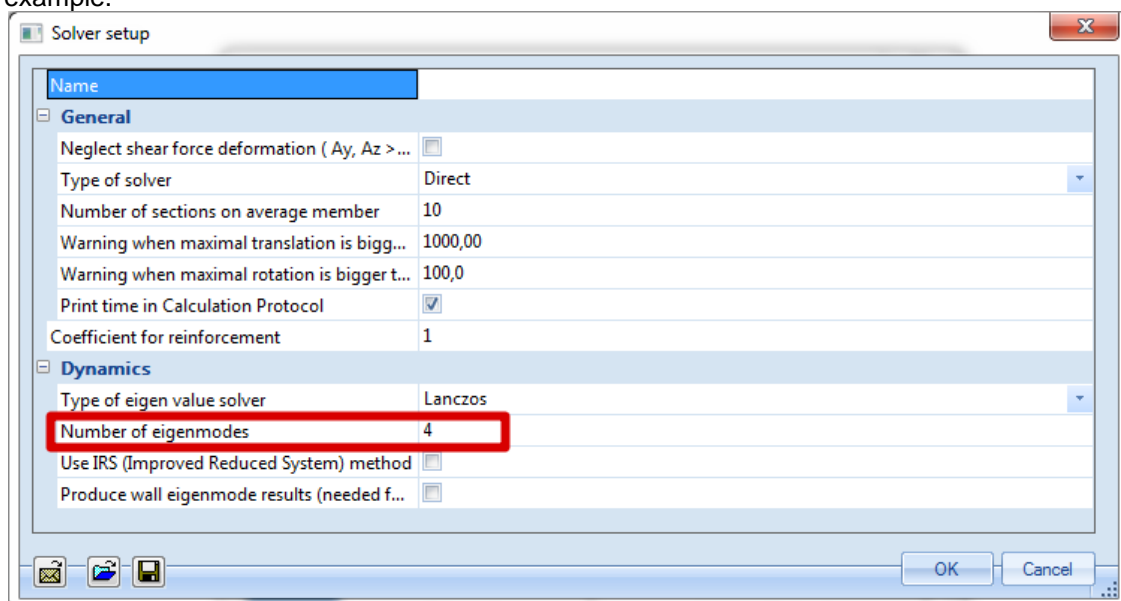 example.
Solver setup
Name
General
Neglect shear force deformation ( Ay, Az >...
Type of solver Direct
Number of sections on average member 10
Warning when maximal translation is bigg... 1000,00
Warning when maximal rotation is bigger t... 100,0
Print time in Calculation Protocol
Coefficient for reinforcement 1
Dynamics
Type of eigen value solver Lanczos
Number of eigenmodes 4
Use IRS (Improved Reduced System) method
Produce wall eigenmode results (needed f...
OK Cancel